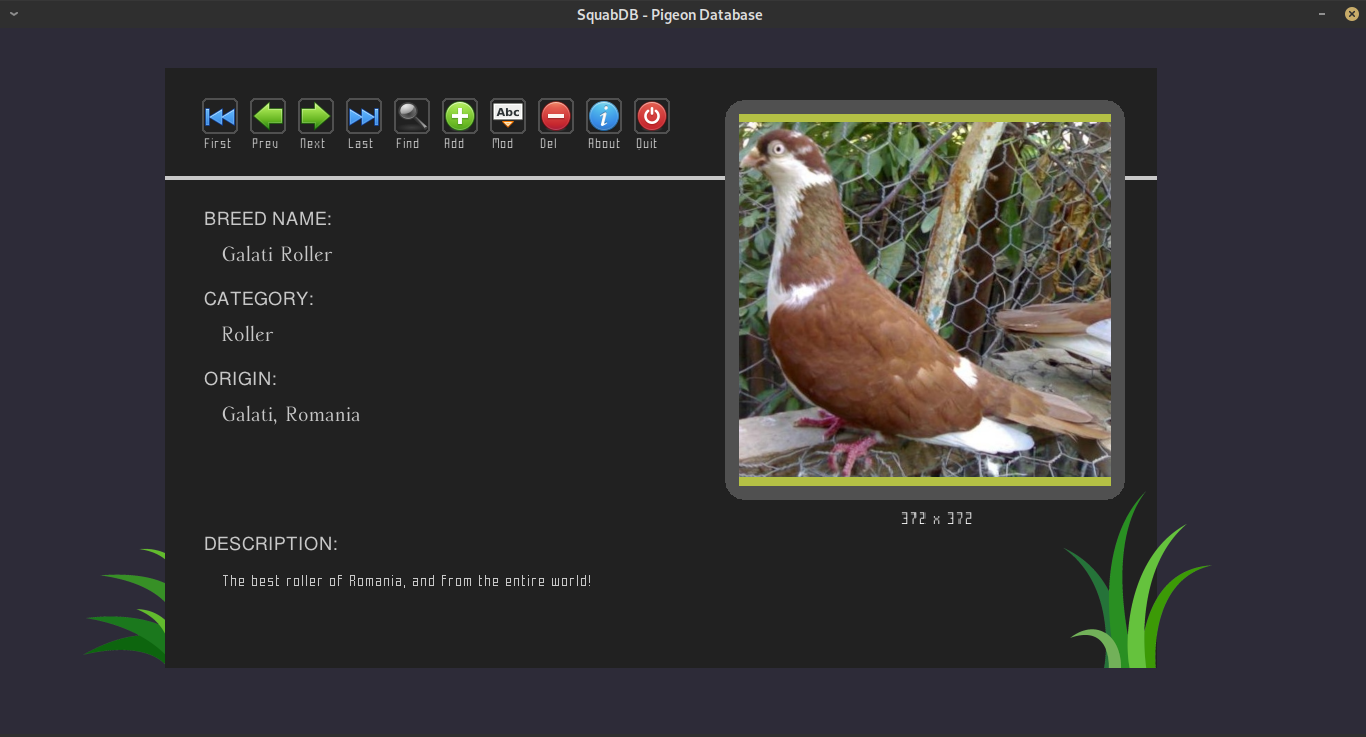 SquabDB - Pigeon Database
First Prev Next Last Find Add Mod Del About Quit
Abc
BREED NAME:
Galati Roller
CATEGORY:
Roller
ORIGIN:
Galati, Romania
372 x 372
DESCRIPTION:
The best roller of Romania, and from the entire world!